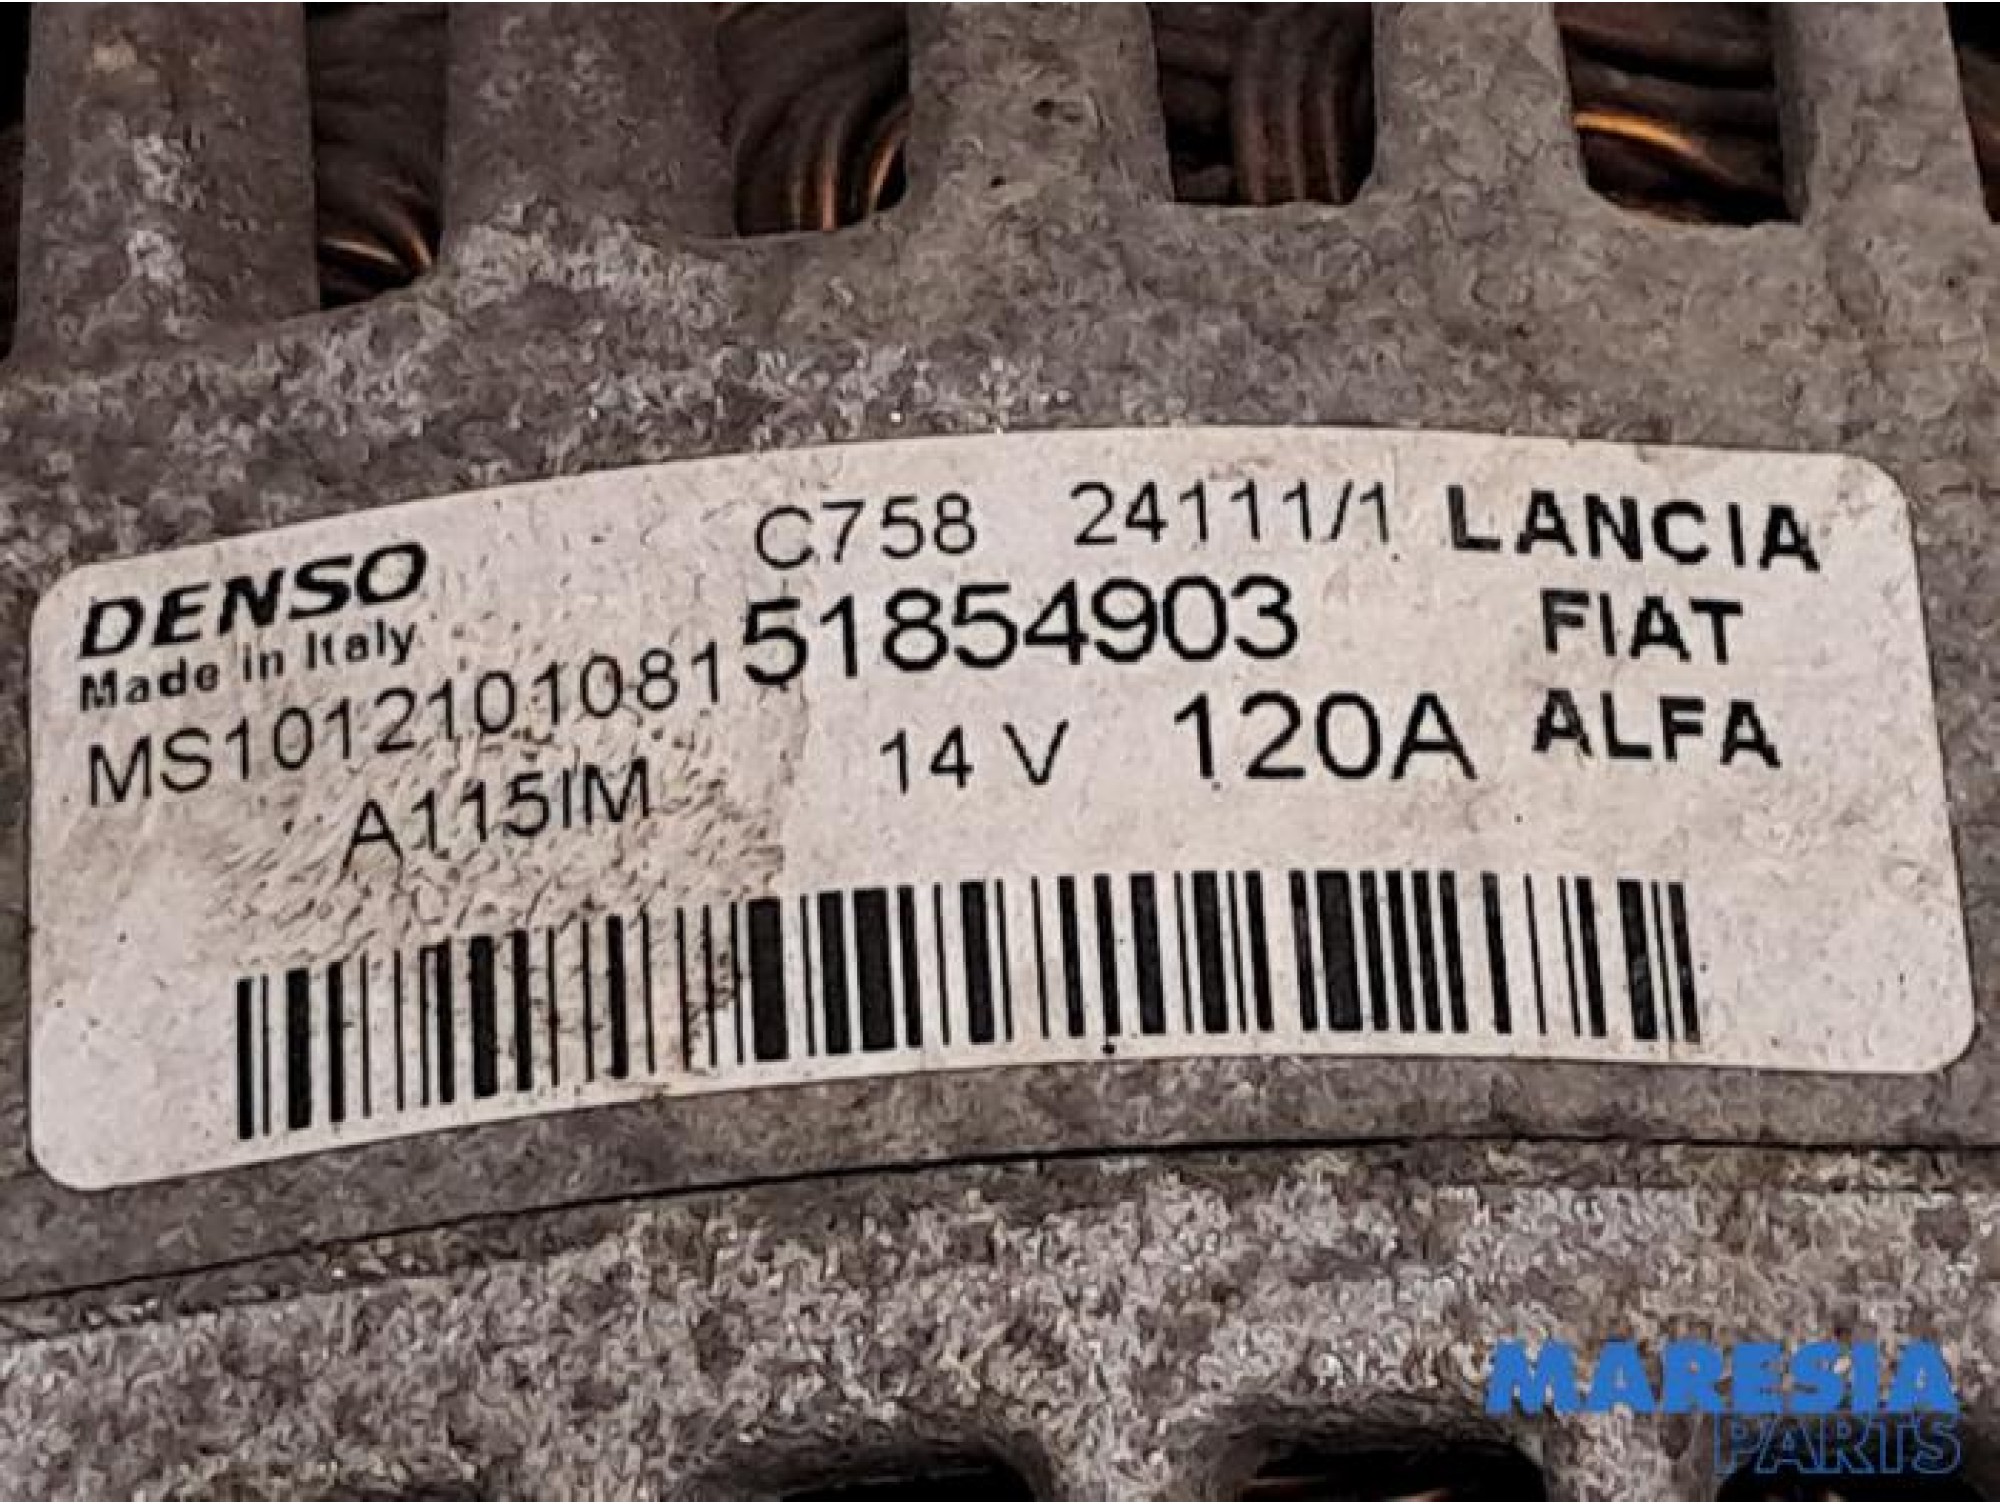 DENSO
Made in Italy
MS1012101081
A115IM
C758 24111/1
51854903
14 V 120A
LANCIA
FIAT
ALFA
MARESIA
PARTS